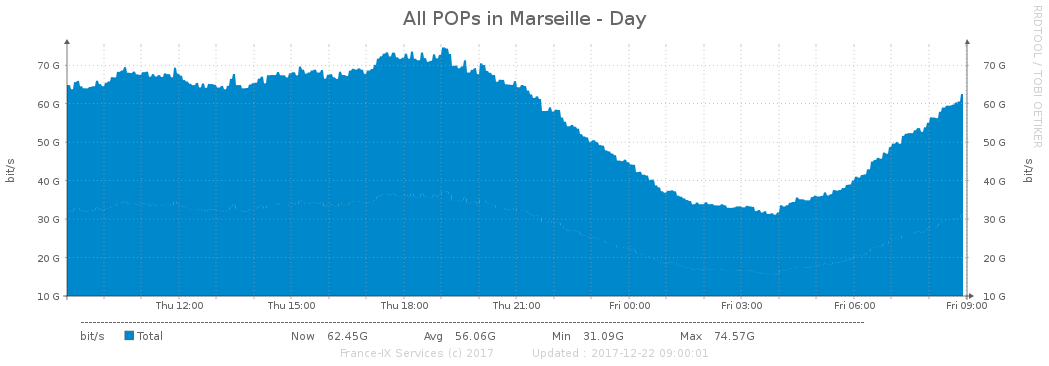 All POPs in Marseille - Day
RRDTOOL / TOBI OETIKER
bit/s
bit/s
70 G 70 G
60 G 60 G
50 G 50 G
40 G 40 G
30 G 30 G
20 G 20 G
10 G 10 G
Thu 12:00 Thu 15:00 Thu 18:00 Thu 21:00 Fri 00:00 Fri 03:00 Fri 06:00 Fri 09:00
bit/s Total Now 62.45G Avg 56.06G Min 31.09G Max 74.57G
France-IX Services (c) 2017 Updated : 2017-12-22 09:00:01